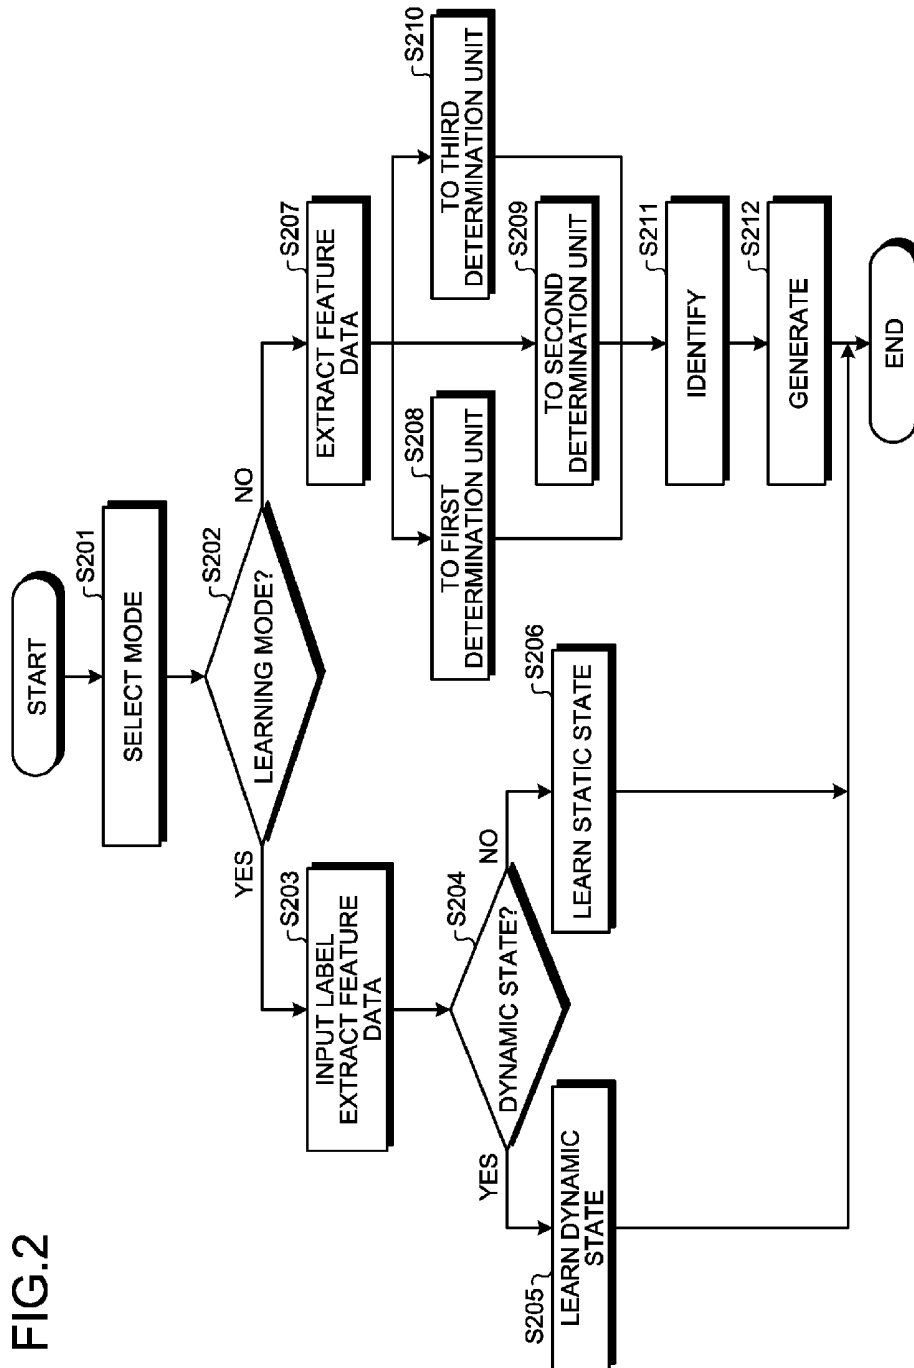 FIG.2
START
S201
SELECT MODE
S202
LEARNING MODE?
YES
NO
S203
INPUT LABEL
EXTRACT FEATURE
DATA
S204
DYNAMIC STATE?
YES
NO
S205
LEARN DYNAMIC
STATE
S206
LEARN STATIC STATE
S207
EXTRACT FEATURE
DATA
S208
TO FIRST
DETERMINATION UNIT
S209
TO SECOND
DETERMINATION UNIT
S210
TO THIRD
DETERMINATION UNIT
S211
IDENTIFY
S212
GENERATE
END